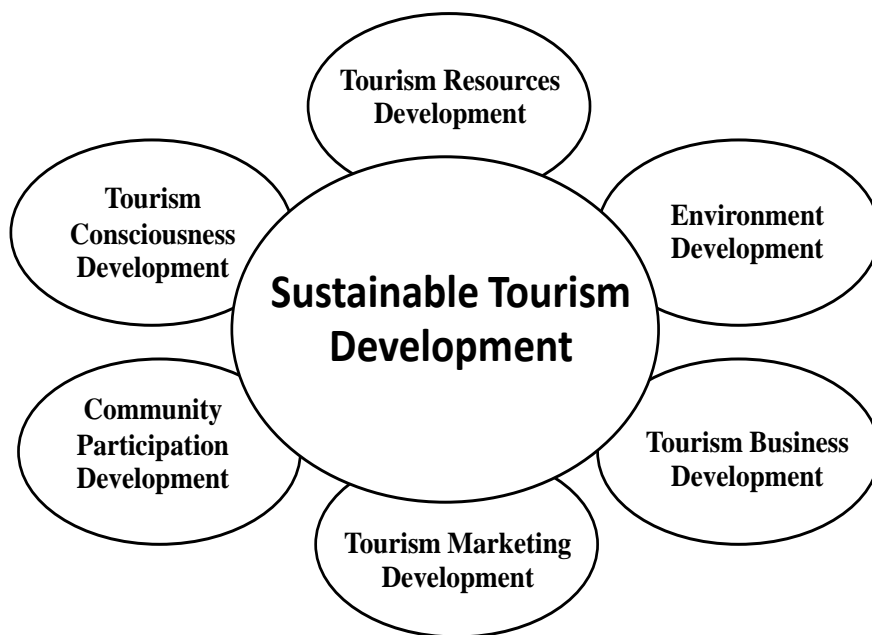 Tourism Resources
Development
Tourism
Consciousness
Development
Environment
Development
Sustainable Tourism
Development
Community
Participation
Development
Tourism Business
Development
Tourism Marketing
Development